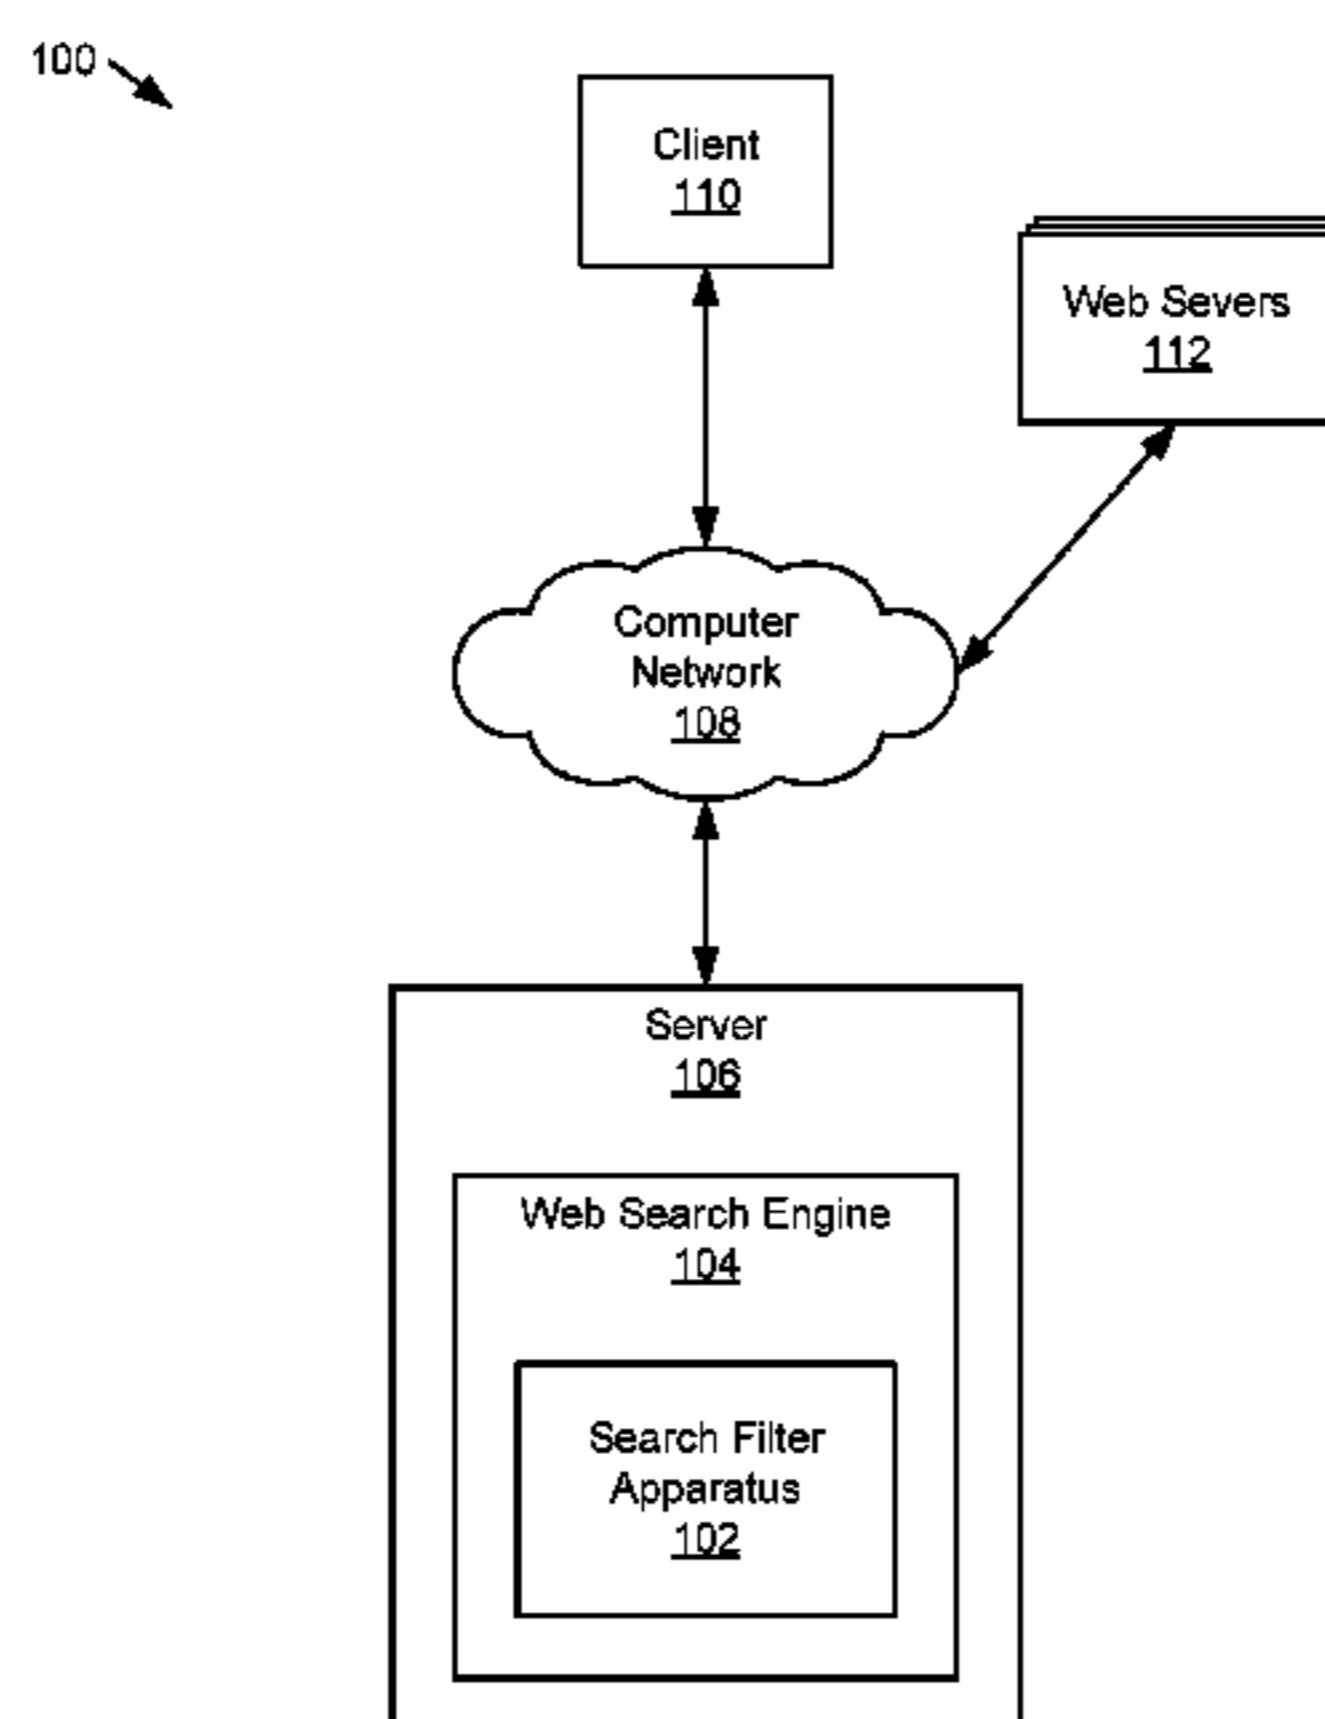 100
Client
110
Web Severs
112
Computer
Network
108
Server
106
Web Search Engine
104
Search Filter
Apparatus
102